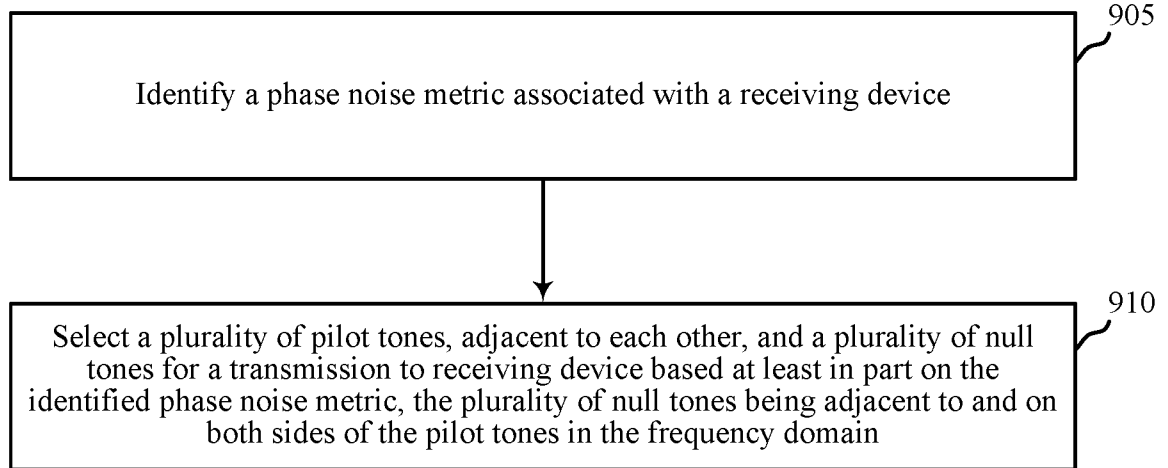 905
Identify a phase noise metric associated with a receiving device
910
Select a plurality of pilot tones, adjacent to each other, and a plurality of null
tones for a transmission to receiving device based at least in part on the
identified phase noise metric, the plurality of null tones being adjacent to and on
both sides of the pilot tones in the frequency domain